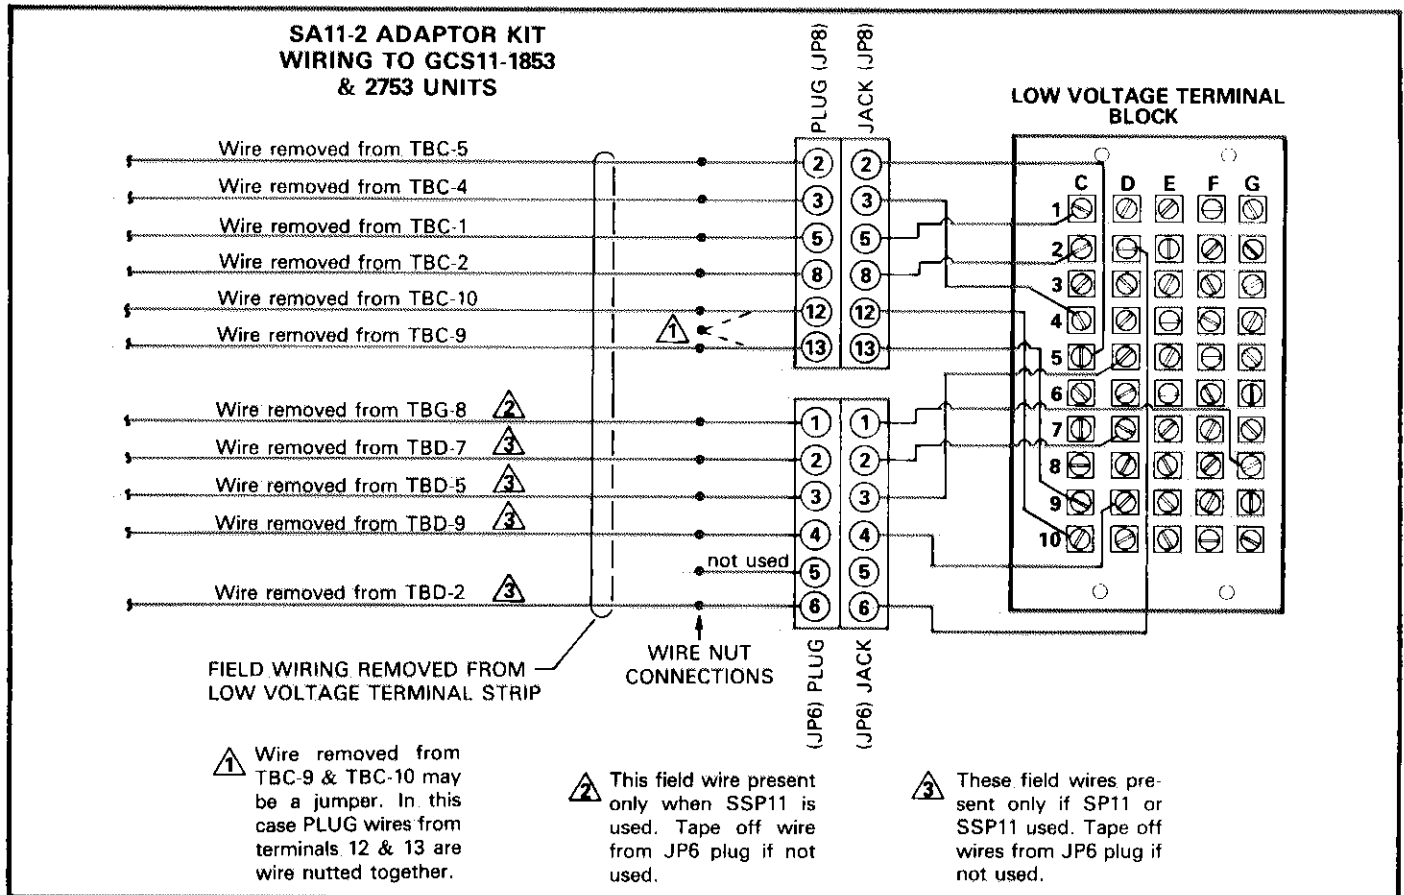 SA11-2 ADAPTOR KIT
WIRING TO GCS11-1853
& 2753 UNITS
PLUG (JP8)
JACK (JP8)
LOW VOLTAGE TERMINAL
BLOCK
Wire removed from TBC-5
Wire removed from TBC-4
Wire removed from TBC-1
Wire removed from TBC-2
Wire removed from TBC-10
Wire removed from TBC-9
1
2 2
3 3
5 5
8 8
12 12
13 13
C D E F G
1
2
3
4
5
6
7
8
9
10
Wire removed from TBG-8 2
Wire removed from TBD-7 3
Wire removed from TBD-5 3
Wire removed from TBD-9 3
not used
Wire removed from TBD-2 3
1 1
2 2
3 3
4 4
5 5
6 6
(JP6) PLUG
(JP6) JACK
FIELD WIRING REMOVED FROM
LOW VOLTAGE TERMINAL STRIP
WIRE NUT
CONNECTIONS
1 Wire removed from
TBC-9 & TBC-10 may
be a jumper. In this
case PLUG wires from
terminals 12 & 13 are
wire nutted together.
2 This field wire present
only when SSP11 is
used. Tape off wire
from JP6 plug if not
used.
3 These field wires pre-
sent only if SP11 or
SSP11 used. Tape off
wires from JP6 plug if
not used.